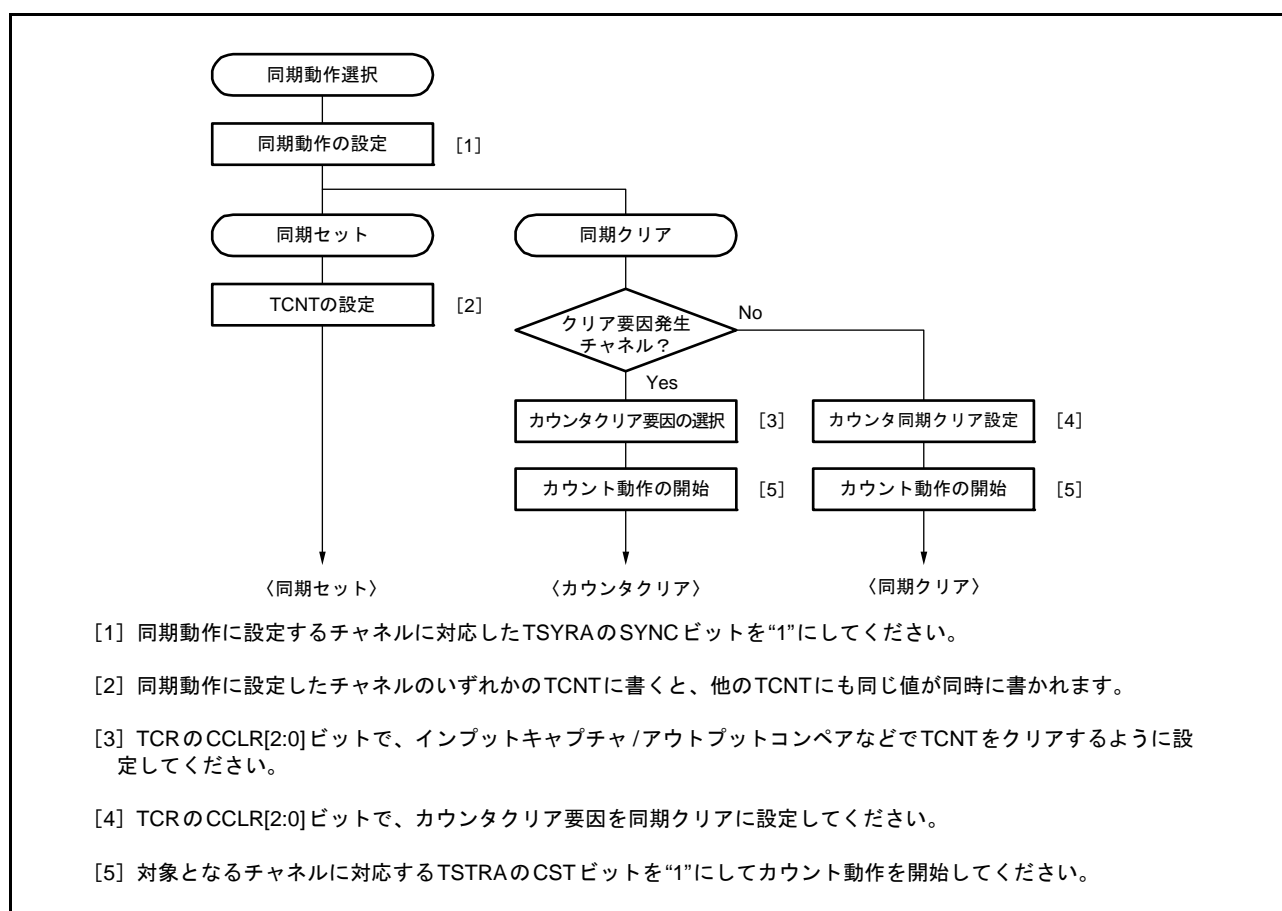 同期動作選択
同期動作の設定 [1]
同期セット 同期クリア
TCNTの設定 [2]
クリア要因発生
チャネル？
No
Yes
カウンタクリア要因の選択 [3] カウンタ同期クリア設定 [4]
カウント動作の開始 [5] カウント動作の開始 [5]
〈同期セット〉 〈カウンタクリア〉 〈同期クリア〉
[1] 同期動作に設定するチャネルに対応したTSYRAのSYNCビットを“1”にしてください。
[2] 同期動作に設定したチャネルのいずれかのTCNTに書くと、他のTCNTにも同じ値が同時に書かれます。
[3] TCRのCCLR[2:0]ビットで、インプットキャプチャ/アウトプットコンペアなどでTCNTをクリアするように設
定してください。
[4] TCRのCCLR[2:0]ビットで、カウンタクリア要因を同期クリアに設定してください。
[5] 対象となるチャネルに対応するTSTRAのCSTビットを“1”にしてカウント動作を開始してください。